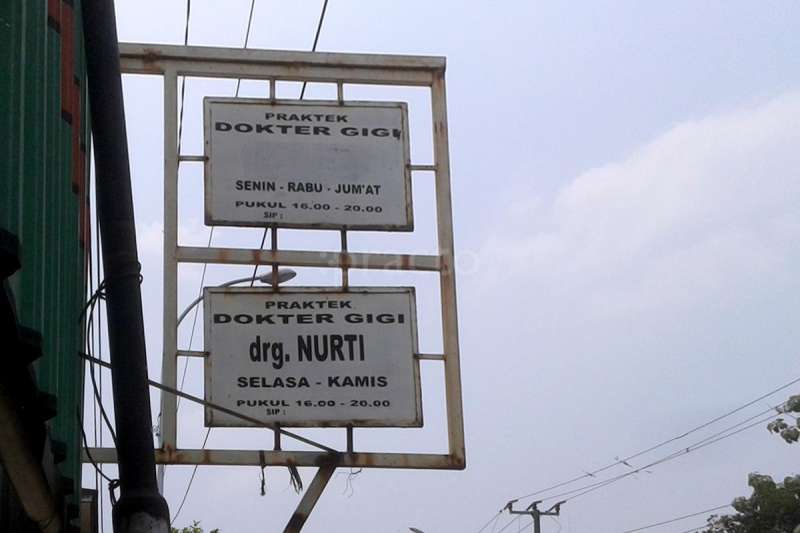 PRAKTEK
DOKTER GIGI
SENIN - RABU - JUM'AT
PUKUL 16.00 - 20.00
SIP :
PRAKTEK
DOKTER GIGI
drg. NURTI
SELASA - KAMIS
PUKUL 16.00 - 20.00
SIP :
practo